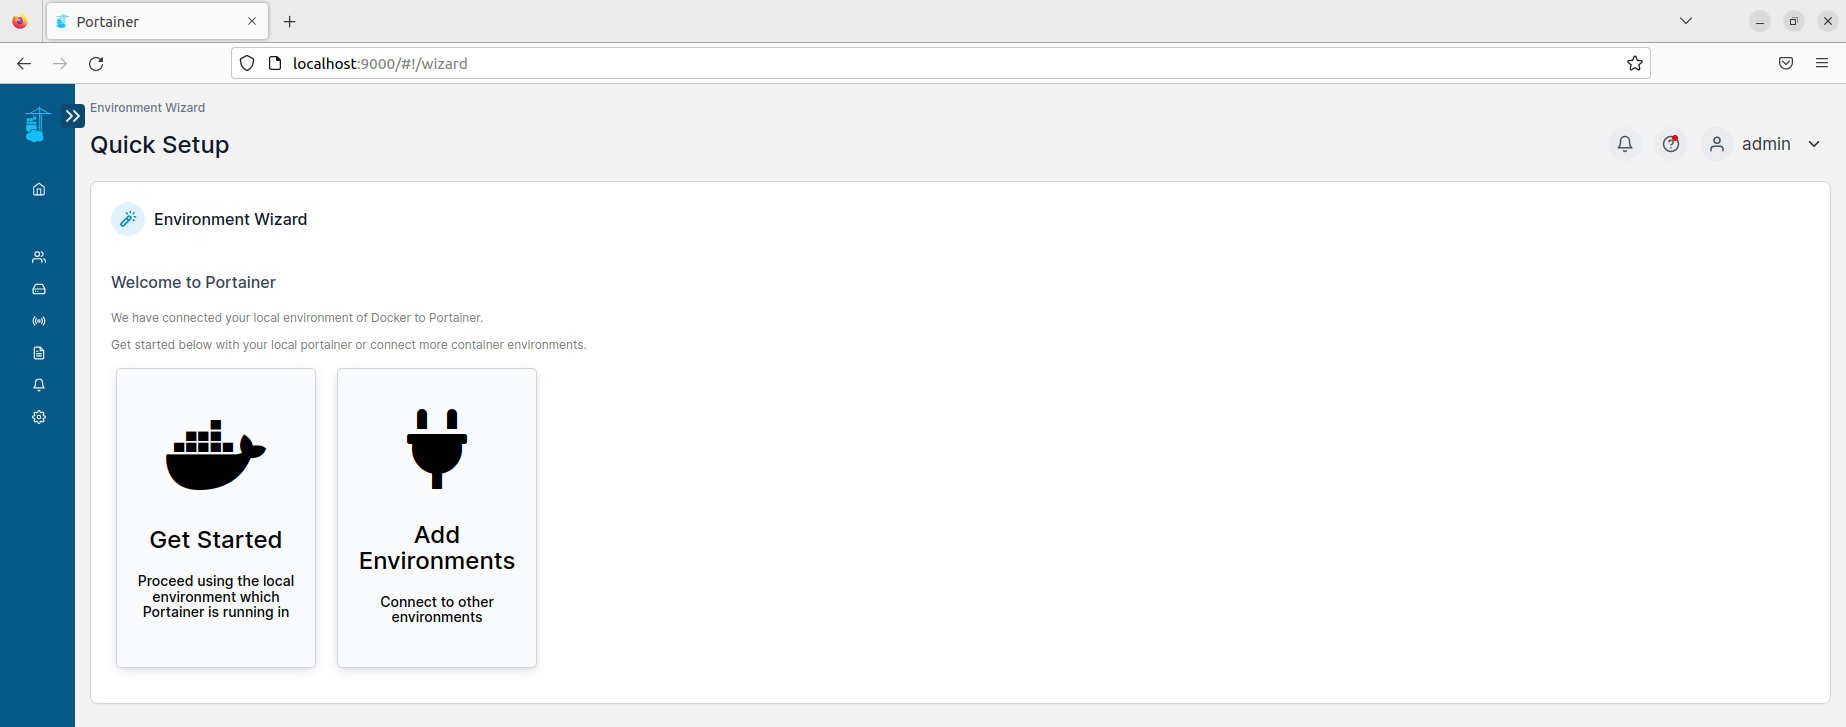 Portainer
localhost:9000/#!/wizard
Environment Wizard
Quick Setup
admin
Environment Wizard
Welcome to Portainer
We have connected your local environment of Docker to Portainer.
Get started below with your local portainer or connect more container environments.
Get Started
Proceed using the local
environment which
Portainer is running in
Add
Environments
Connect to other
environments